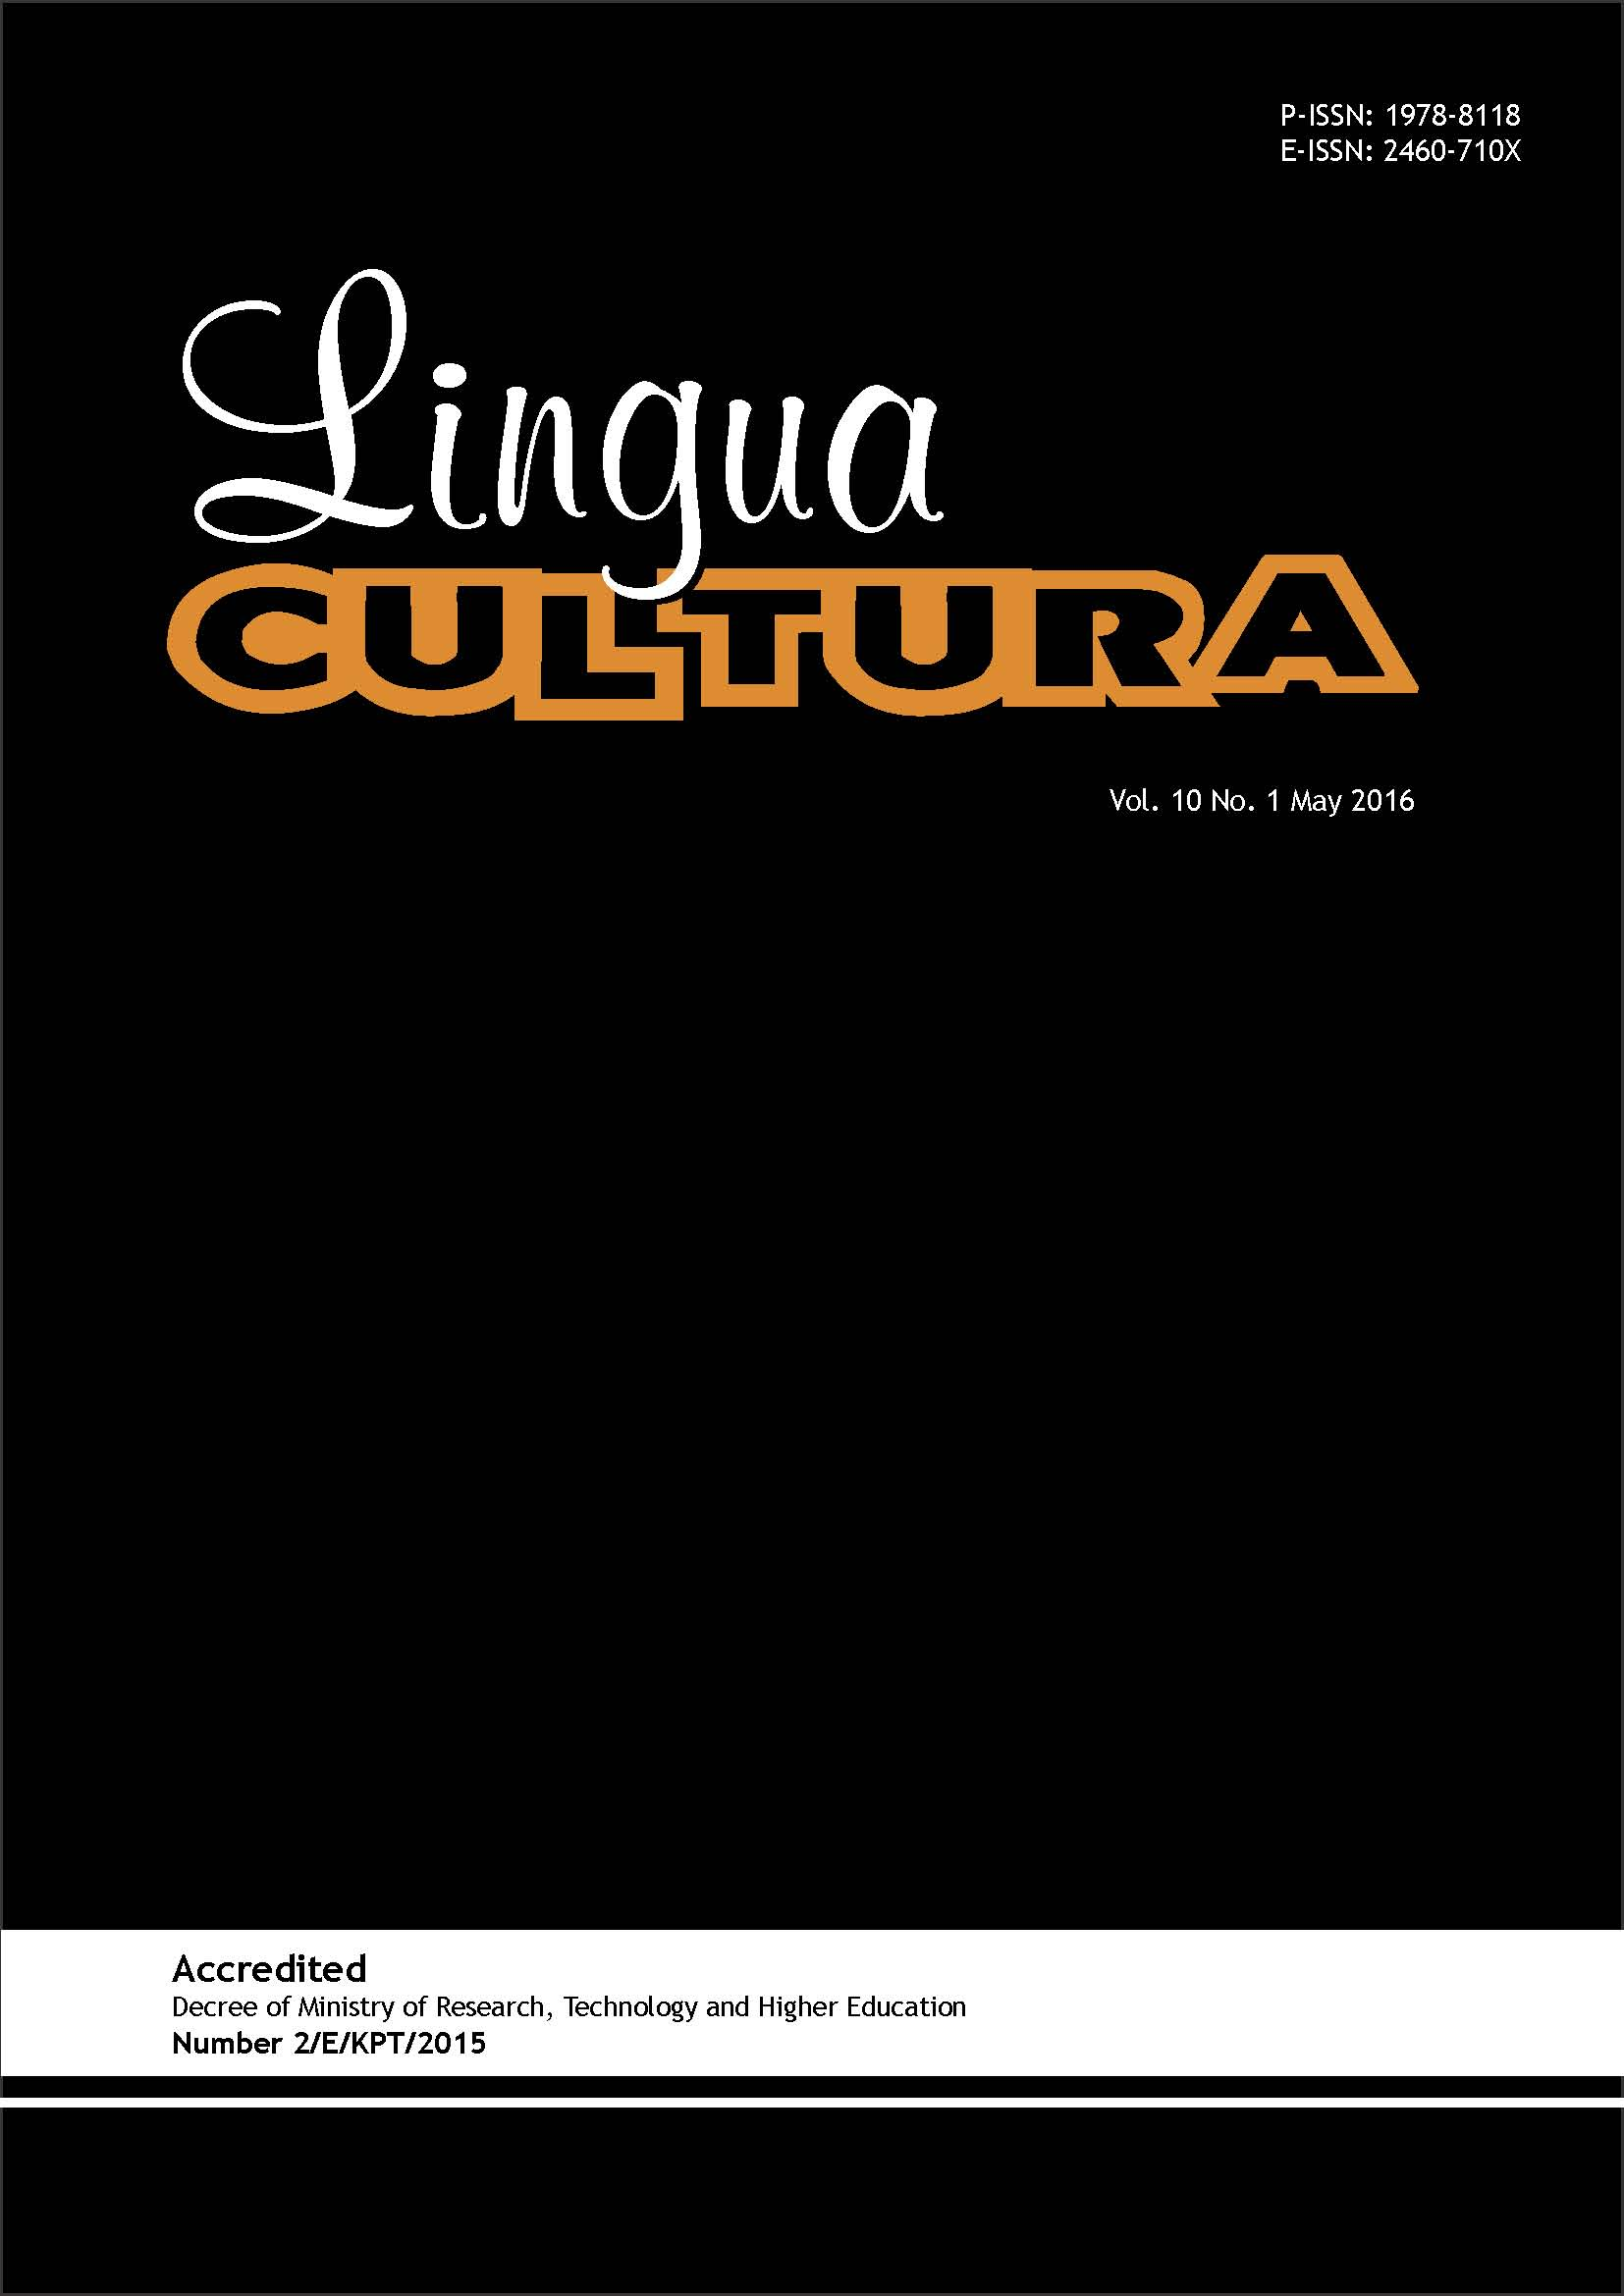 P-ISSN: 1978-8118
E-ISSN: 2460-710X
Lingua
CULTURA
Vol. 10 No. 1 May 2016
Accredited
Decree of Ministry of Research, Technology and Higher Education
Number 2/E/KPT/2015